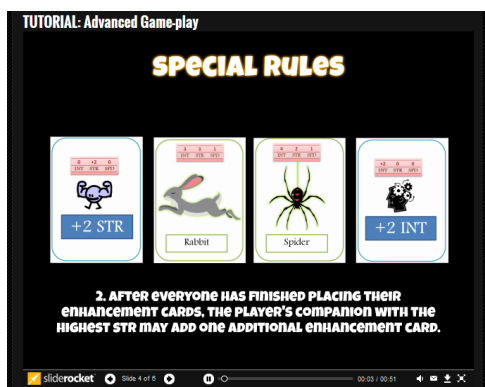 TUTORIAL: Advanced Game-play
SPECIAL RULES
0 +2 0
INT STR SPD
+2 STR
3 3 1
INT STR SPD
Rabbit
4 2 1
INT STR SPD
Spider
+2 0 0
INT STR SPD
+2 INT
2. AFTER EVERYONE HAS FINISHED PLACING THEIR
ENHANCEMENT CARDS, THE PLAYER'S COMPANION WITH THE
HIGHEST STR MAY ADD ONE ADDITIONAL ENHANCEMENT CARD.
sliderocket Slide 4 of 6 00:03 / 00:51